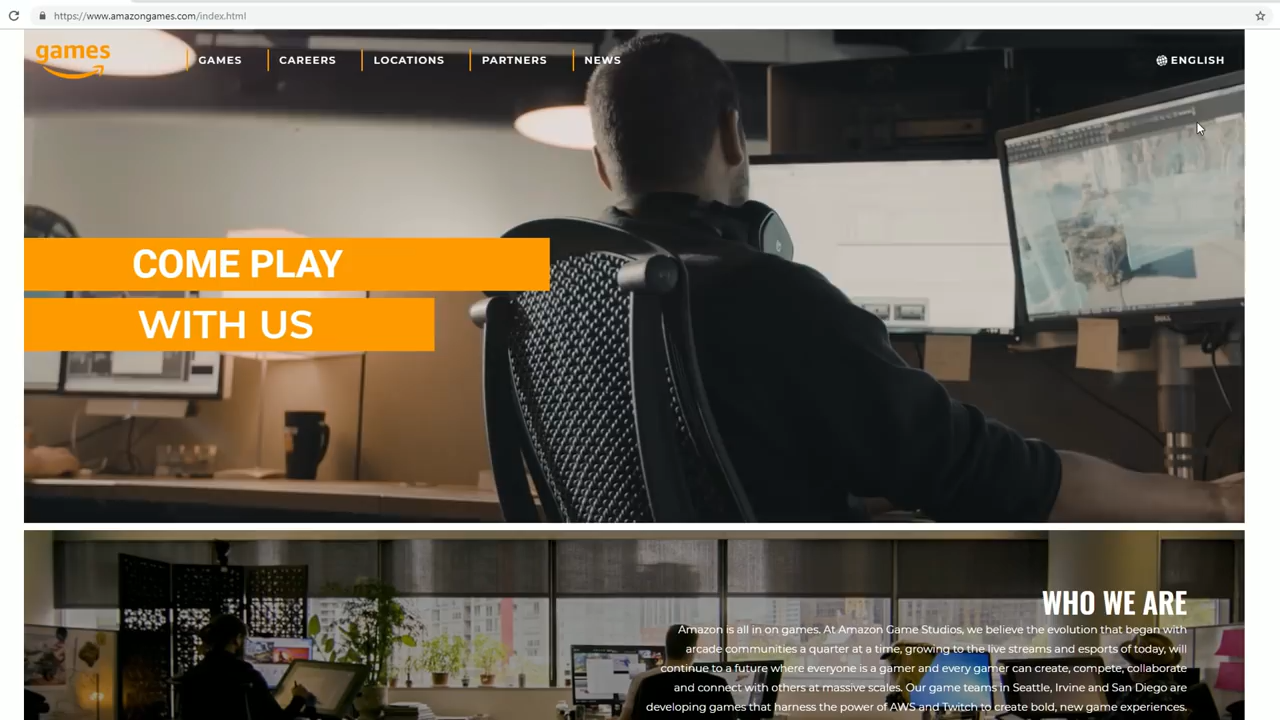 https://www.amazongames.com/index.html
games
GAMES
CAREERS
LOCATIONS
PARTNERS
NEWS
ENGLISH
COME PLAY
WITH US
DELL
WHO WE ARE
Amazon is all in on games. At Amazon Game Studios, we believe the evolution that began with
arcade communities a quarter at a time, growing to the live streams and esports of today, will
continue to a future where everyone is a gamer and every gamer can create, compete, collaborate
and connect with others at massive scales. Our game teams in Seattle, Irvine and San Diego are
developing games that harness the power of AWS and Twitch to create bold, new game experiences.